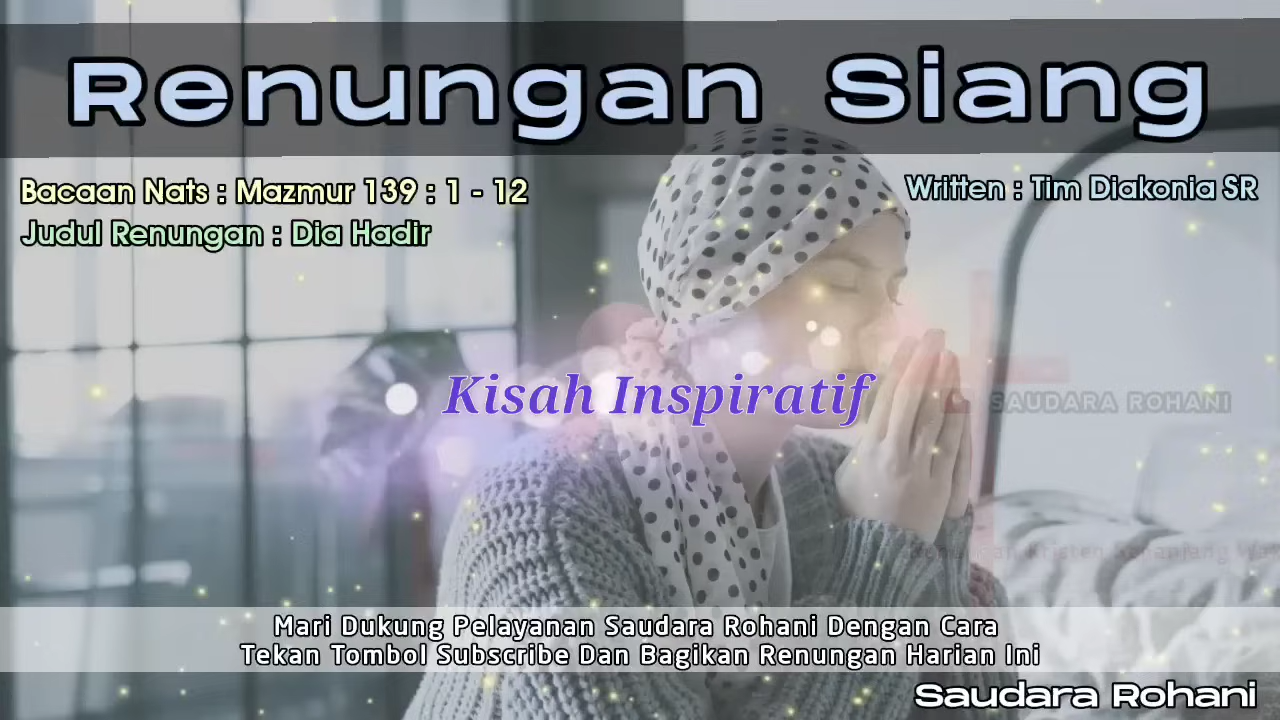 Renungan Siang
Bacaan Nats : Mazmur 139 : 1 - 12
Written : Tim Diakonia SR
Judul Renungan : Dia Hadir
Kisah Inspiratif
SAUDARA ROHANI
Kristen
Mari Dukung Pelayanan Saudara Rohani Dengan Cara
Tekan Tombol Subscribe Dan Bagikan Renungan Harian Ini
Saudara Rohani